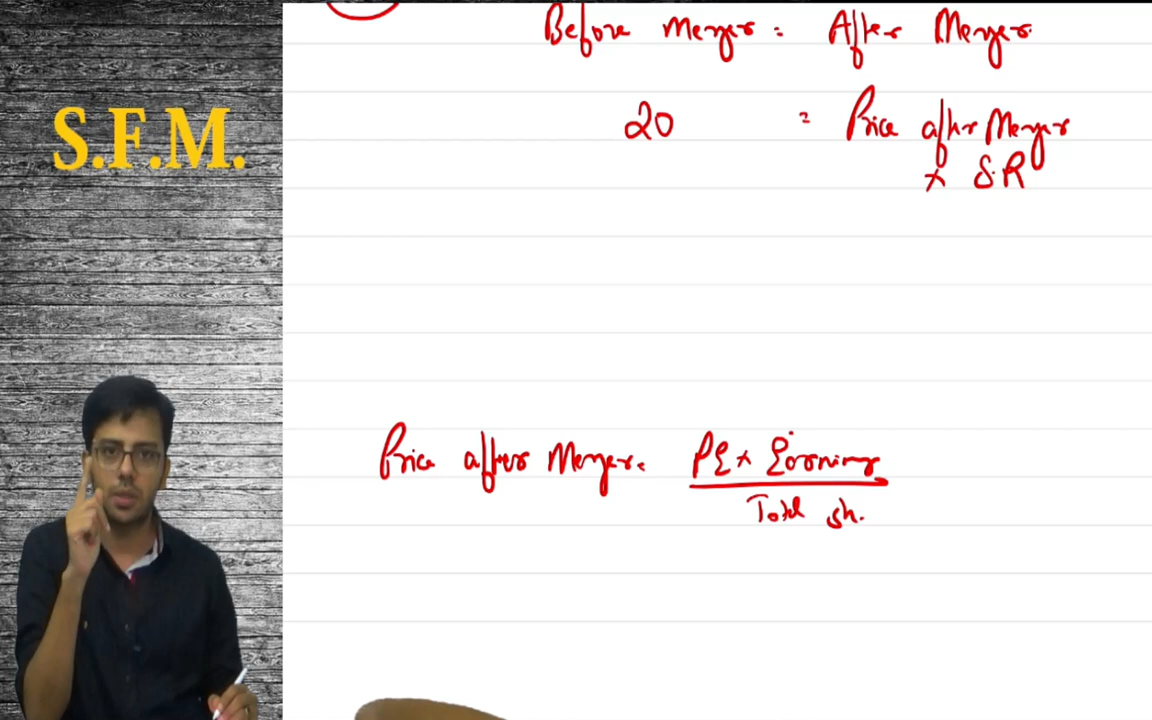 S.F.M.
Before Merger = After Merger
20 = Price after Merger
x S.R
Price after Merger = PE x Earning
Total sh.